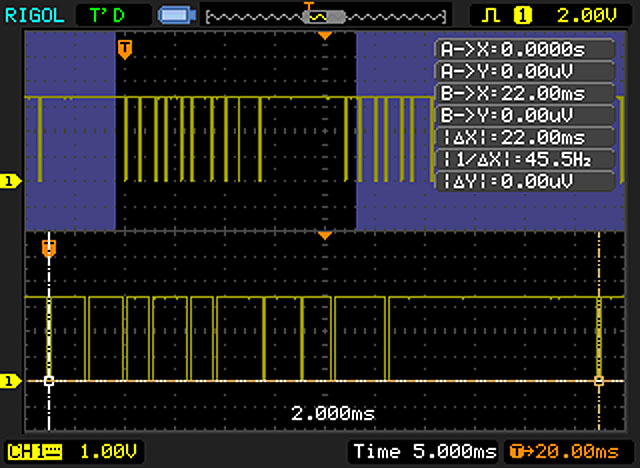 RIGOL T'D T 1 2.00V
T
A->X:0.0000s
A->Y:0.00uV
B->X:22.00ms
B->Y:0.00uV
|ΔX|:22.00ms
|1/ΔX|:45.5Hz
|ΔY|:0.00uV
1
T
1
2.000ms
CH1 1.00V Time 5.000ms T→20.00ms